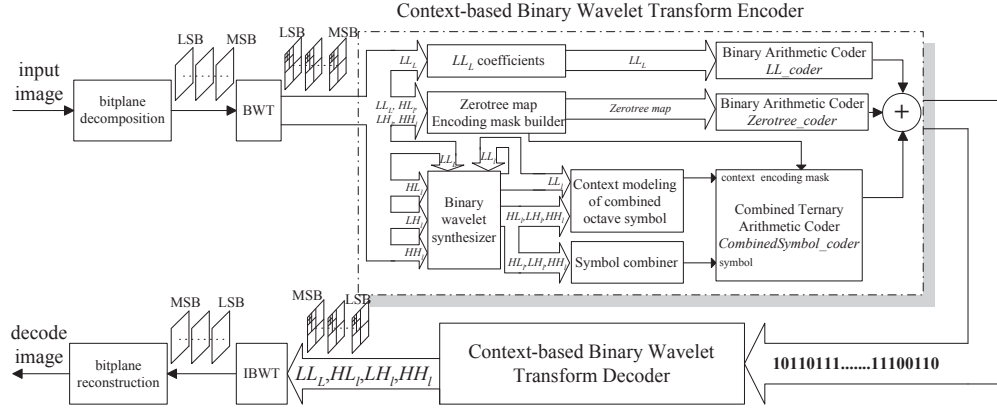 Context-based Binary Wavelet Transform Encoder
LSB MSB
LSB MSB
input
image
bitplane
decomposition
BWT
LL_L
LL_L coefficients
LL_L
Binary Arithmetic Coder
LL_coder
LL_l, HL_l,
LH_l, HH_l
Zerotree map
Encoding mask builder
Zerotree map
Binary Arithmetic Coder
Zerotree_coder
+
LL_l
LL_l
HL_l
LH_l
HH_l
Binary
wavelet
synthesizer
LL_l
HL_l,LH_l,HH_l
Context modeling
of combined
octave symbol
HL_l,LH_l,HH_l
Symbol combiner
context encoding mask
Combined Ternary
Arithmetic Coder
CombinedSymbol_coder
symbol
MSB LSB
MSB LSB
decode
image
bitplane
reconstruction
IBWT
LL_L,HL_l,LH_l,HH_l
Context-based Binary Wavelet
Transform Decoder
10110111.......11100110